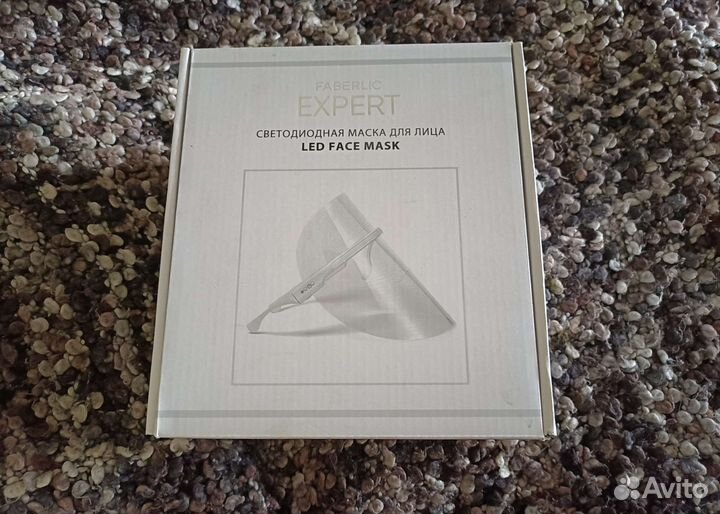 FABERLIC
EXPERT
СВЕТОДИОДНАЯ МАСКА ДЛЯ ЛИЦА
LED FACE MASK
Avito